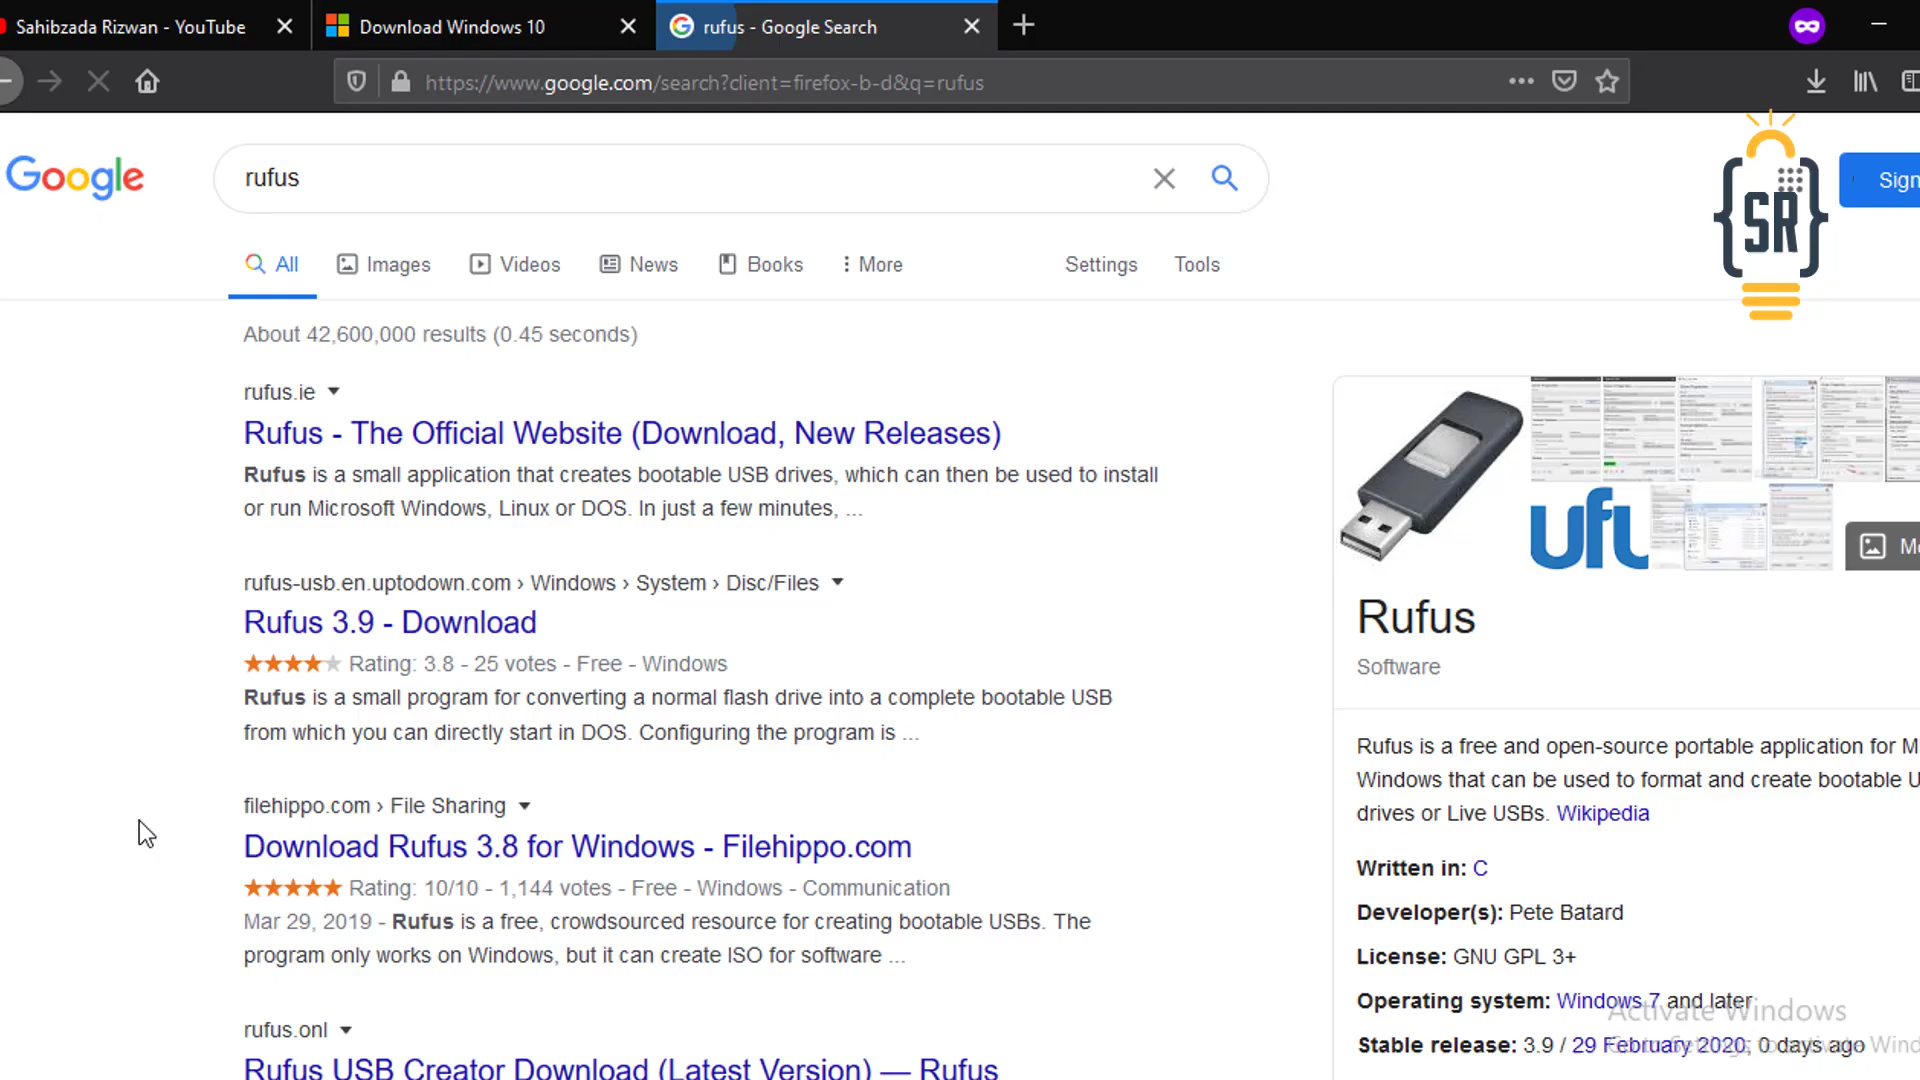 Sahibzada Rizwan - YouTube
Download Windows 10
rufus - Google Search
https://www.google.com/search?client=firefox-b-d&q=rufus
Google
rufus
Sign
SR
All
Images
Videos
News
Books
More
Settings
Tools
About 42,600,000 results (0.45 seconds)
rufus.ie
Rufus - The Official Website (Download, New Releases)
Rufus is a small application that creates bootable USB drives, which can then be used to install
or run Microsoft Windows, Linux or DOS. In just a few minutes, ...
rufus-usb.en.uptodown.com › Windows › System › Disc/Files
Rufus 3.9 - Download
Rating: 3.8 - 25 votes - Free - Windows
Rufus is a small program for converting a normal flash drive into a complete bootable USB
from which you can directly start in DOS. Configuring the program is ...
filehippo.com › File Sharing
Download Rufus 3.8 for Windows - Filehippo.com
Rating: 10/10 - 1,144 votes - Free - Windows - Communication
Mar 29, 2019 - Rufus is a free, crowdsourced resource for creating bootable USBs. The
program only works on Windows, but it can create ISO for software ...
rufus.onl
Rufus USB Creator Download (Latest Version) — Rufus
Rufus
Software
Rufus is a free and open-source portable application for M
Windows that can be used to format and create bootable U
drives or Live USBs. Wikipedia
Written in: C
Developer(s): Pete Batard
License: GNU GPL 3+
Operating system: Windows 7 and later
Stable release: 3.9 / 29 February 2020, 0 days ago
Activate Windows